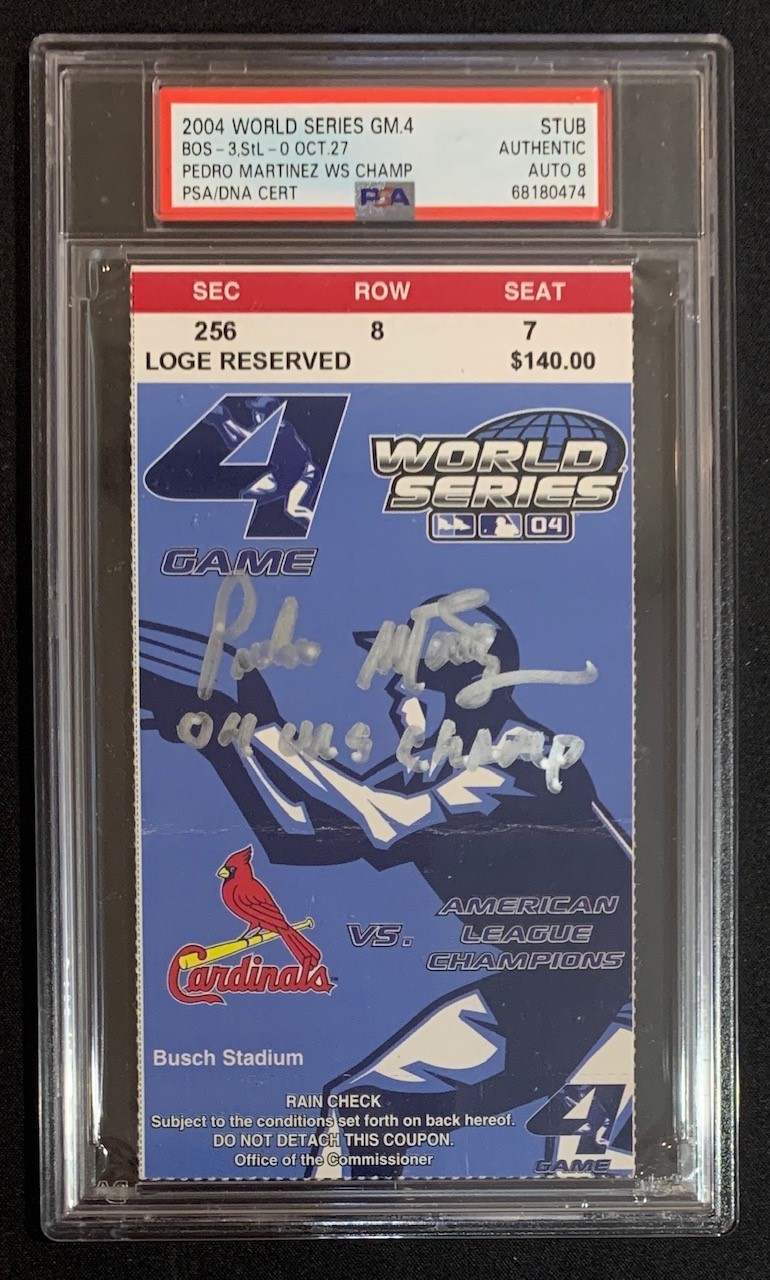 2004 WORLD SERIES GM.4 STUB
BOS - 3, StL - 0 OCT.27 AUTHENTIC
PEDRO MARTINEZ WS CHAMP AUTO 8
PSA/DNA CERT PSA 68180474
SEC ROW SEAT
256 8 7
LOGE RESERVED $140.00
4
GAME
WORLD
SERIES
04
Pedro Martinez
04 WS CHAMP
Cardinals
VS.
AMERICAN
LEAGUE
CHAMPIONS
Busch Stadium
RAIN CHECK
Subject to the conditions set forth on back hereof.
DO NOT DETACH THIS COUPON.
Office of the Commissioner
4
GAME